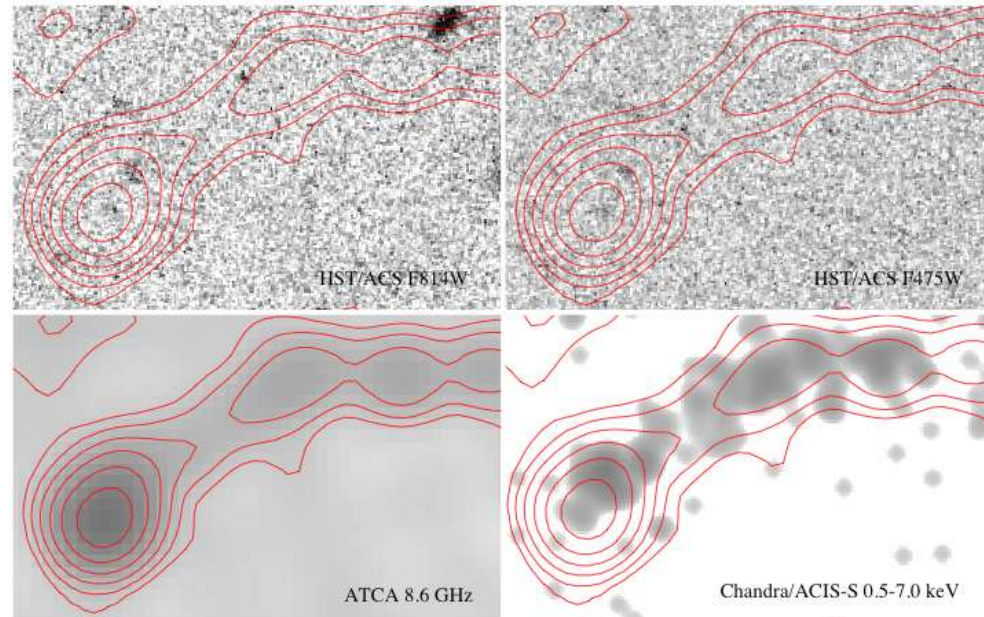 HST/ACS F814W
HST/ACS F475W
ATCA 8.6 GHz
Chandra/ACIS-S 0.5-7.0 keV